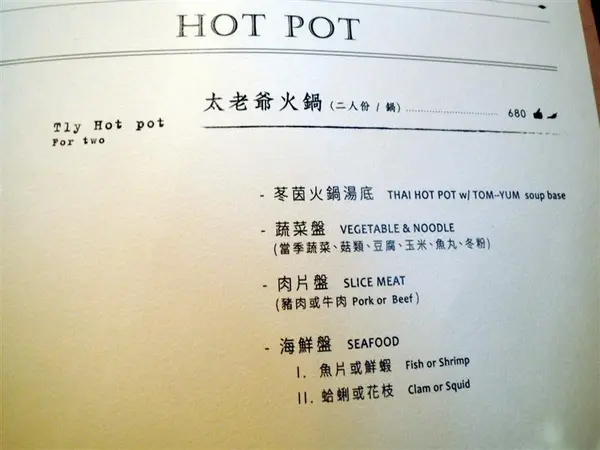 HOT POT
太老爺火鍋 (二人份 / 鍋) 680
Tly Hot pot
For two
- 苳茵火鍋湯底 THAI HOT POT w/ TOM-YUM soup base
- 蔬菜盤 VEGETABLE & NOODLE
(當季蔬菜、菇類、豆腐、玉米、魚丸、冬粉)
- 肉片盤 SLICE MEAT
(豬肉或牛肉 Pork or Beef)
- 海鮮盤 SEAFOOD
I. 魚片或鮮蝦 Fish or Shrimp
II. 蛤蜊或花枝 Clam or Squid